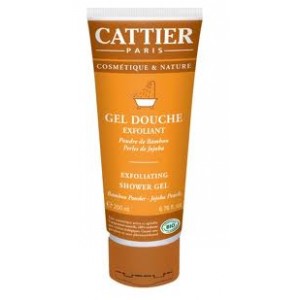 CATTIER
PARIS
COSMÉTIQUE & NATURE
GEL DOUCHE
EXFOLIANT
Poudre de Bambou
Perles de Jojoba
EXFOLIATING
SHOWER GEL
Bamboo Powder - Jojoba Pearls
200 ml
BIO